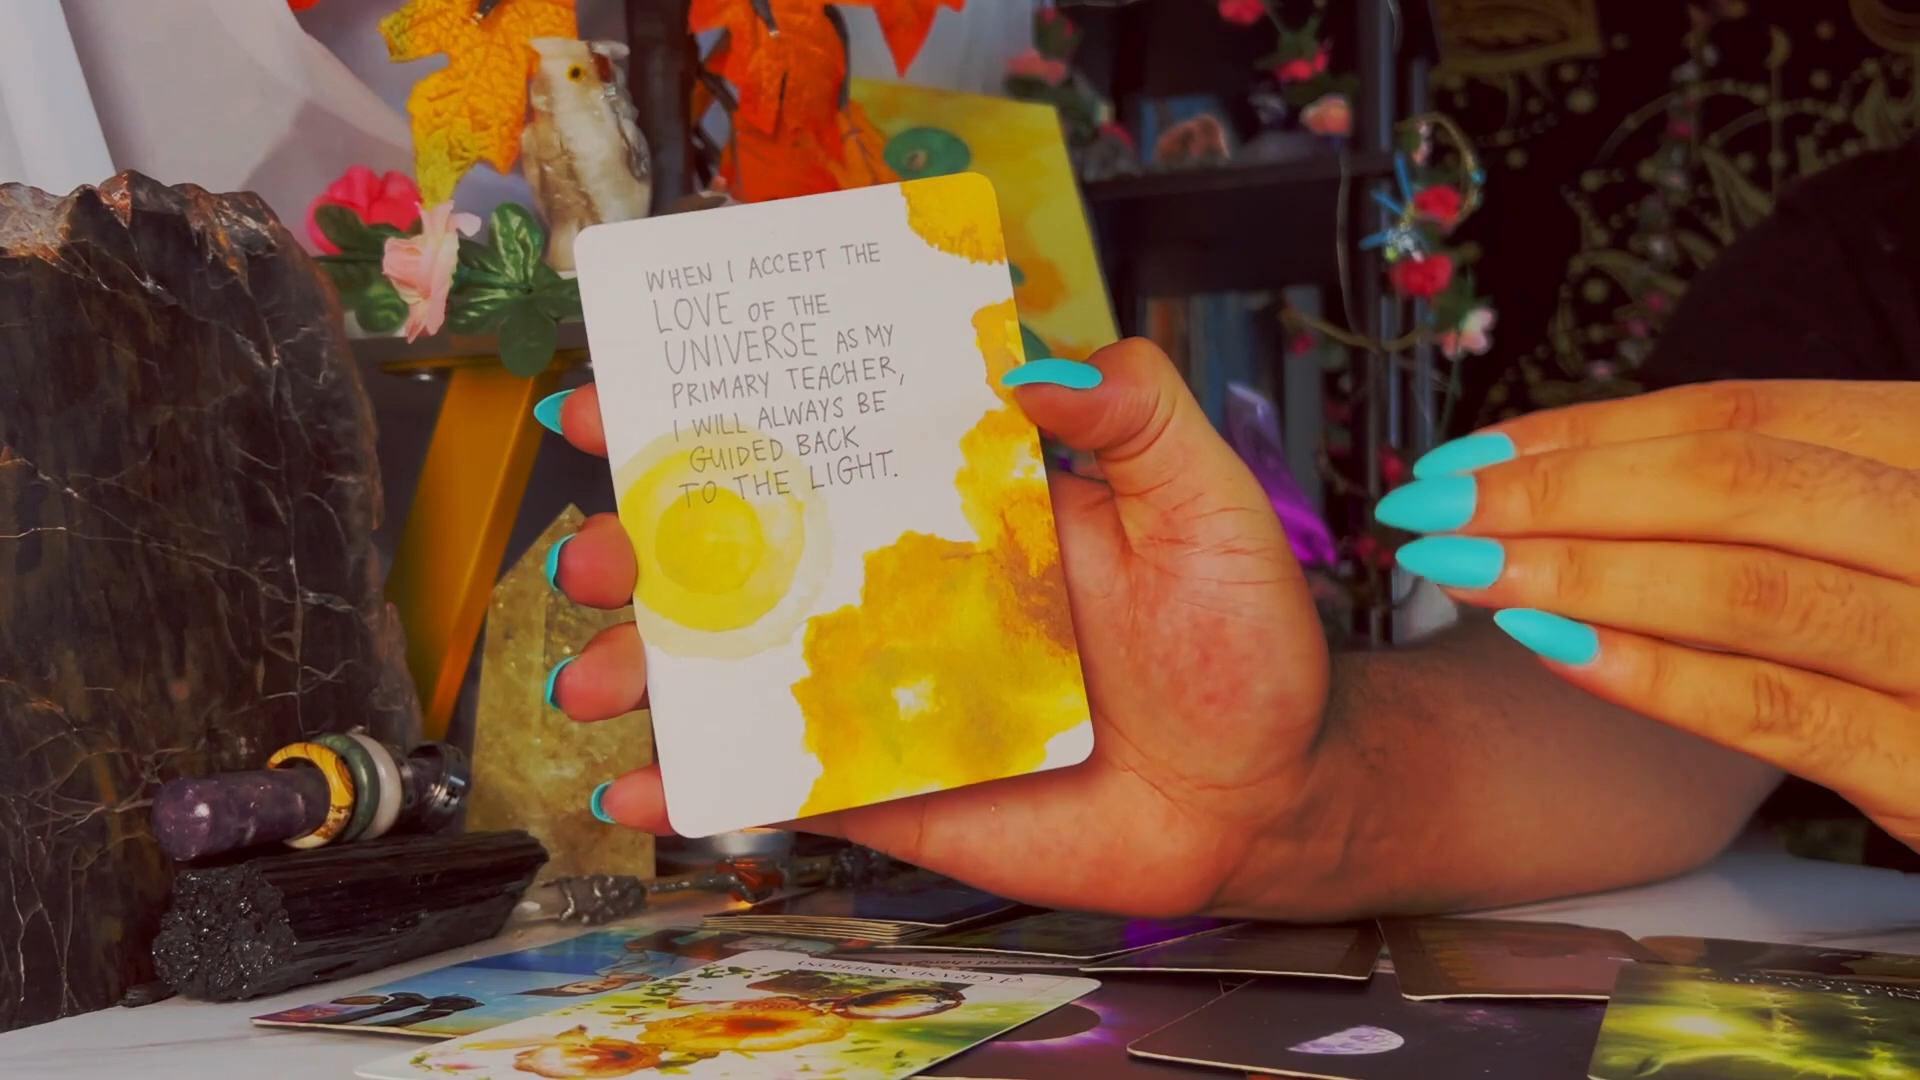 WHEN I ACCEPT THE
LOVE OF THE
UNIVERSE AS MY
PRIMARY TEACHER,
I WILL ALWAYS BE
GUIDED BACK
TO THE LIGHT.